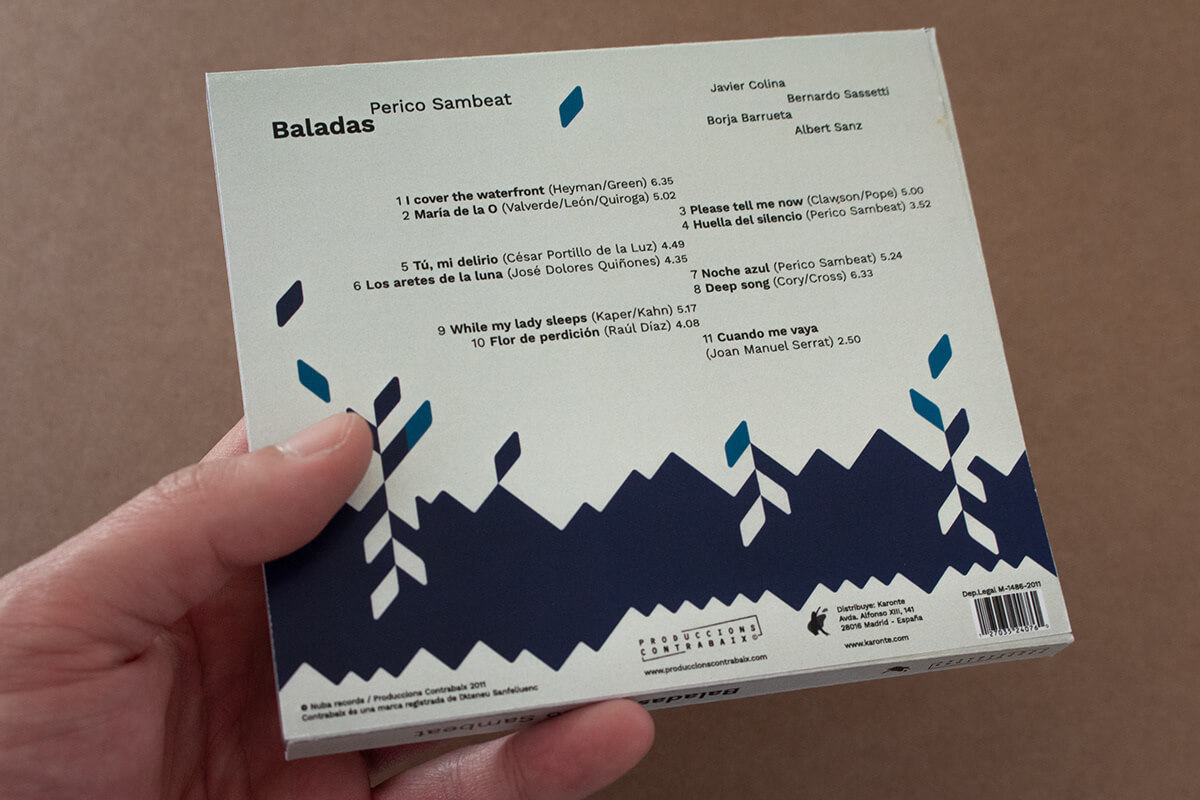 Perico Sambeat
Baladas
Javier Colina
Bernardo Sassetti
Borja Barrueta
Albert Sanz
1 I cover the waterfront (Heyman/Green) 6.35
2 María de la O (Valverde/León/Quiroga) 5.02
3 Please tell me now (Clawson/Pope) 5.00
4 Huella del silencio (Perico Sambeat) 3.52
5 Tú, mi delirio (César Portillo de la Luz) 4.49
6 Los aretes de la luna (José Dolores Quiñones) 4.35
7 Noche azul (Perico Sambeat) 5.24
8 Deep song (Cory/Cross) 6.33
9 While my lady sleeps (Kaper/Kahn) 5.17
10 Flor de perdición (Raúl Díaz) 4.08
11 Cuando me vaya
(Joan Manuel Serrat) 2.50
© Nuba records / Produccions Contrabaix 2011
Contrabaix és una marca registrada de l'Ateneu Santfeliuenc
PRODUCCIONS
CONTRABAIX©
www.produccionscontrabaix.com
Distribuye: Karonte
Avda. Alfonso XIII, 141
28016 Madrid - España
www.karonte.com
Dep.Legal M-1486-2011
Baladas
Sambeat